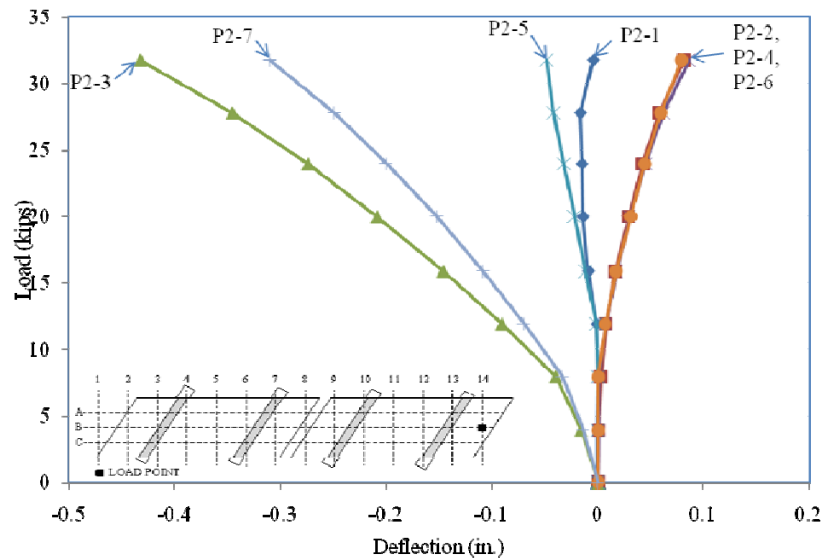 35
30
25
20
15
10
5
0
Load (kips)
P2-3
P2-7
P2-5
P2-1
P2-2,
P2-4,
P2-6
1 2 3 4 5 6 7 8 9 10 11 12 13 14
A
B
C
LOAD POINT
-0.5 -0.4 -0.3 -0.2 -0.1 0 0.1 0.2
Deflection (in.)